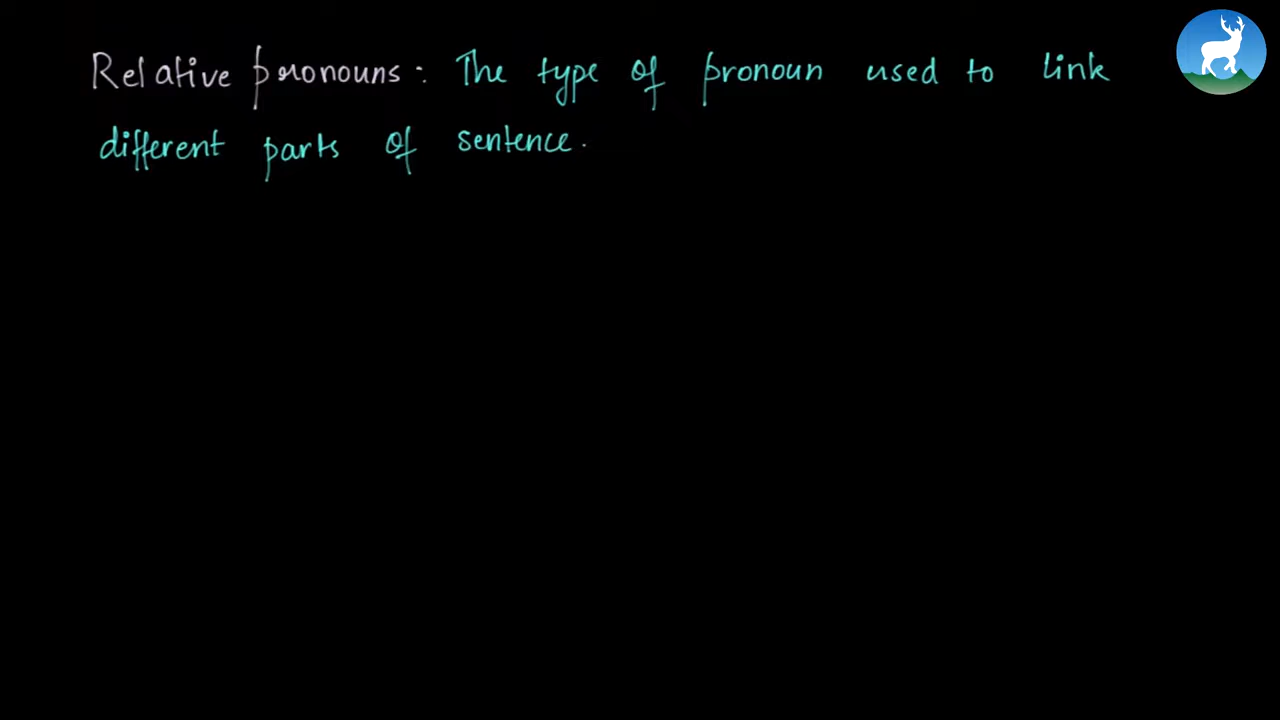 Relative pronouns: The type of pronoun used to link
different parts of sentence.